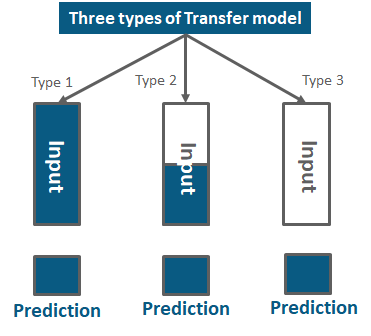 Three types of Transfer model
Type 1
Type 2
Type 3
Input
Input
Input
Prediction
Prediction
Prediction